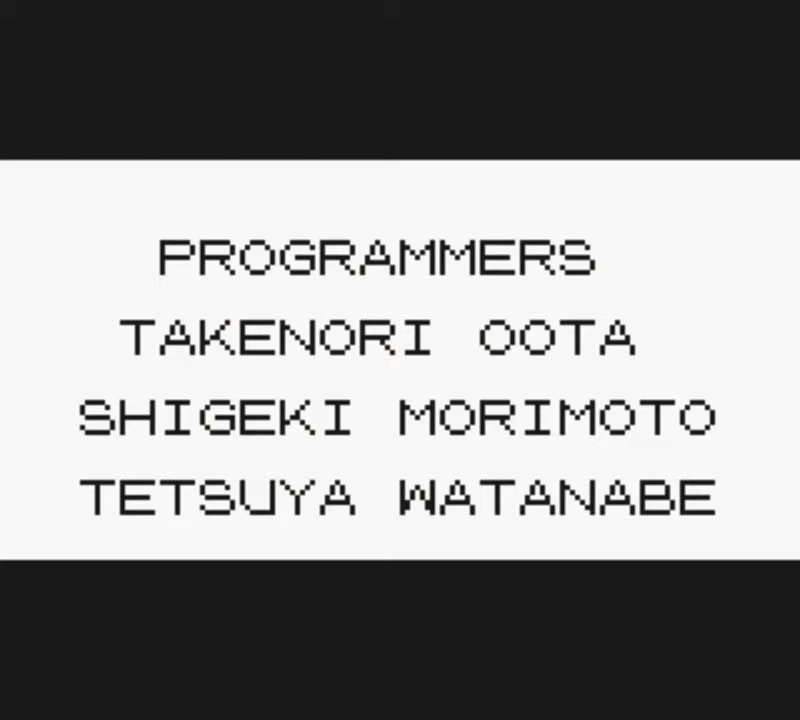 PROGRAMMERS
TAKENORI OOTA
SHIGEKI MORIMOTO
TETSUYA WATANABE